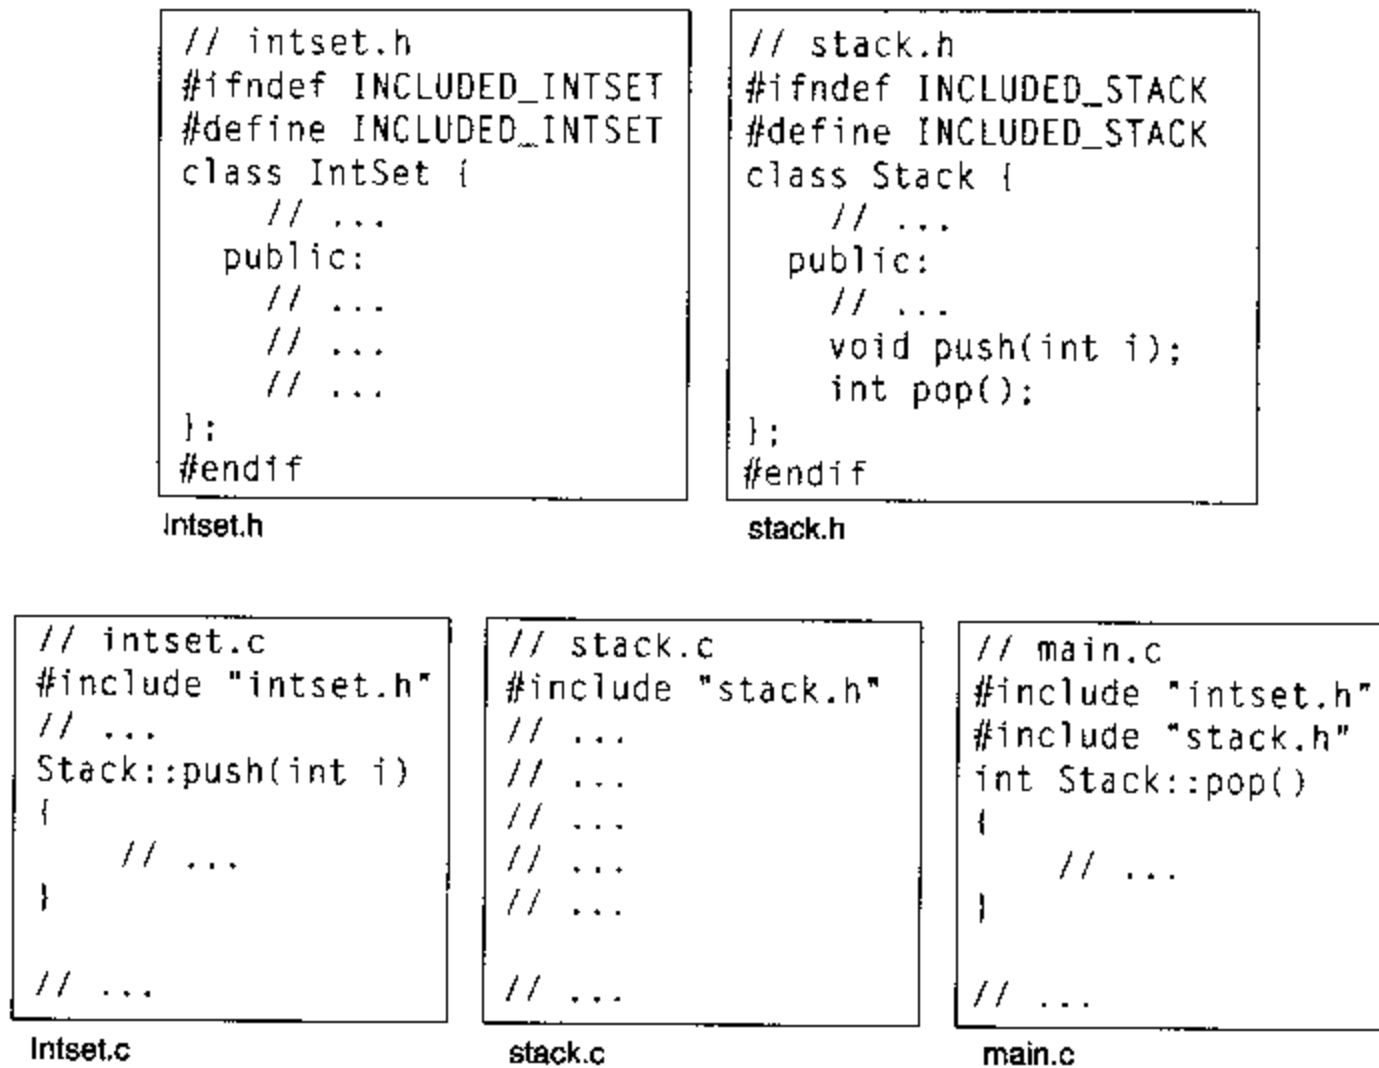 // intset.h
#ifndef INCLUDED_INTSET
#define INCLUDED_INTSET
class IntSet {
// ...
public:
// ...
// ...
// ...
};
#endif
intset.h
// stack.h
#ifndef INCLUDED_STACK
#define INCLUDED_STACK
class Stack {
// ...
public:
// ...
void push(int i);
int pop();
};
#endif
stack.h
// intset.c
#include "intset.h"
// ...
Stack::push(int i)
{
// ...
}
// ...
intset.c
// stack.c
#include "stack.h"
// ...
// ...
// ...
// ...
// ...
// ...
stack.c
// main.c
#include "intset.h"
#include "stack.h"
int Stack::pop()
{
// ...
}
// ...
main.c